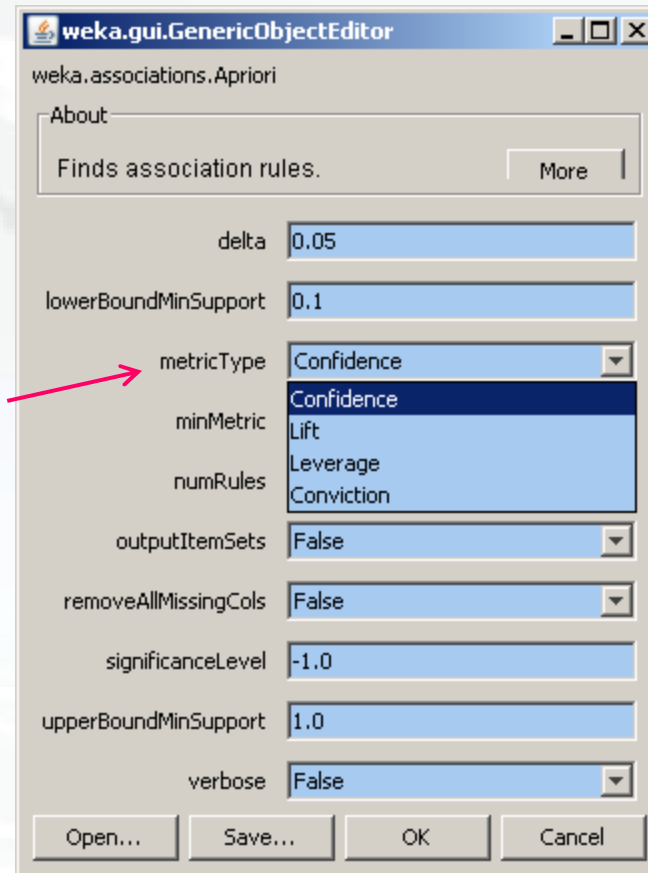 weka.gui.GenericObjectEditor
weka.associations.Apriori
About
Finds association rules. More
delta 0.05
lowerBoundMinSupport 0.1
metricType Confidence
Confidence
minMetric Lift
Leverage
numRules Conviction
outputItemSets False
removeAllMissingCols False
significanceLevel -1.0
upperBoundMinSupport 1.0
verbose False
Open... Save... OK Cancel